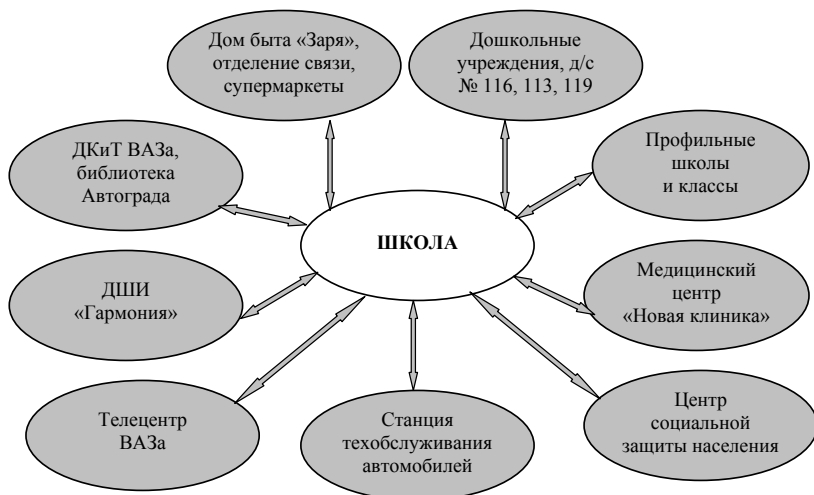 Дом быта «Заря»,
отделение связи,
супермаркеты
Дошкольные
учреждения, д/с
№ 116, 113, 119
ДКиТ ВАЗа,
библиотека
Автограда
Профильные
школы
и классы
ШКОЛА
ДШИ
«Гармония»
Медицинский
центр
«Новая клиника»
Телецентр
ВАЗа
Станция
техобслуживания
автомобилей
Центр
социальной
защиты населения